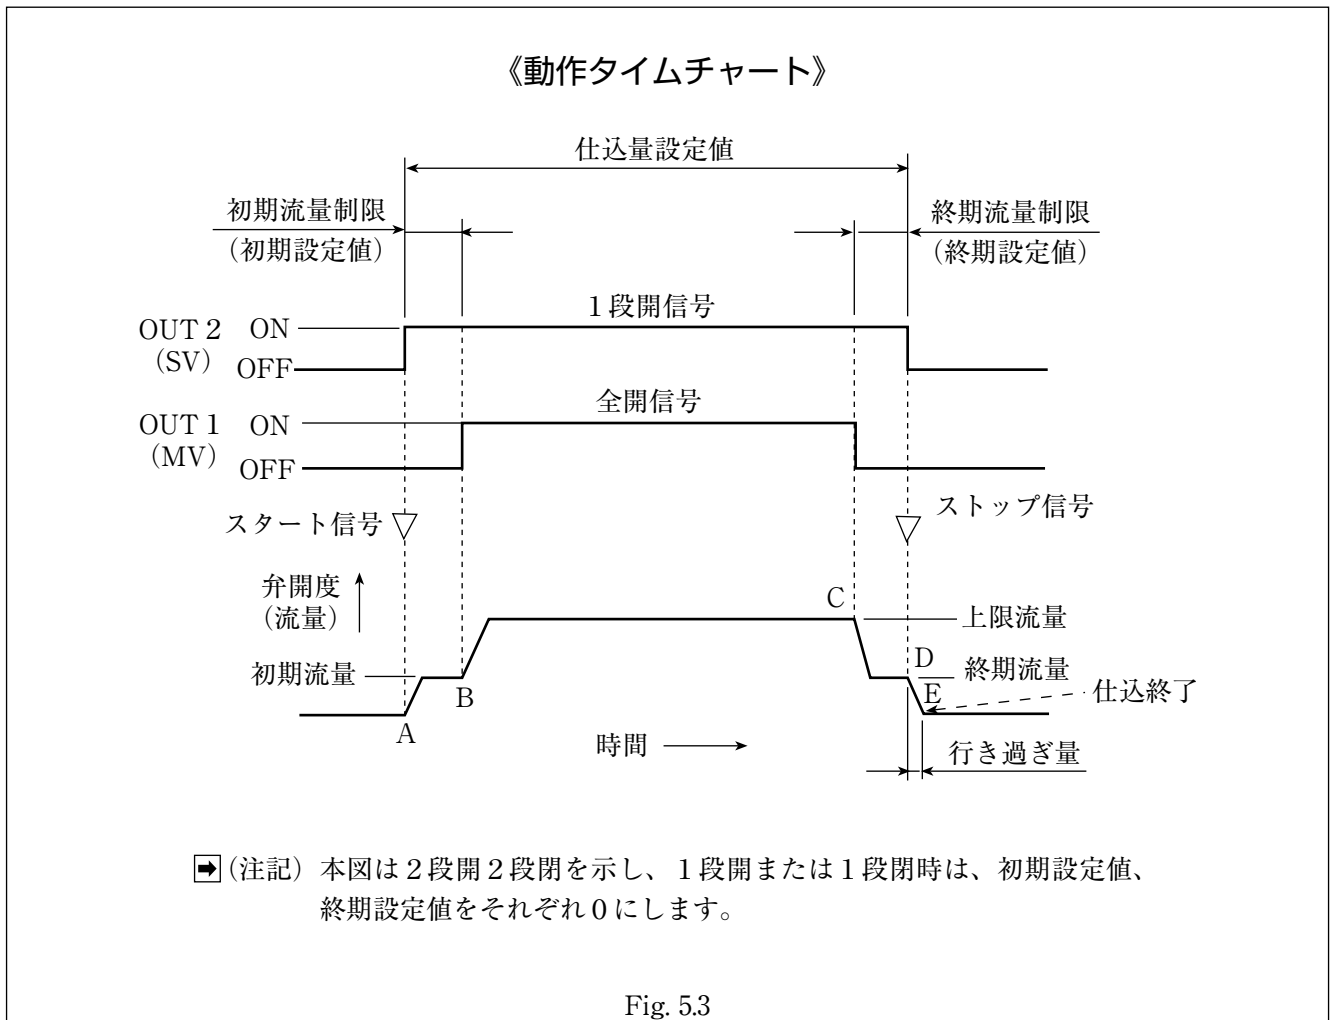 《動作タイムチャート》
仕込量設定値
初期流量制限
(初期設定値)
終期流量制限
(終期設定値)
1段開信号
OUT 2 ON
(SV) OFF
全開信号
OUT 1 ON
(MV) OFF
スタート信号
ストップ信号
弁開度
(流量)
C
上限流量
初期流量
D
終期流量
B
E
仕込終了
A
時間
行き過ぎ量
➡(注記)本図は2段開2段閉を示し、1段開または1段閉時は、初期設定値、
終期設定値をそれぞれ0にします。
Fig. 5.3